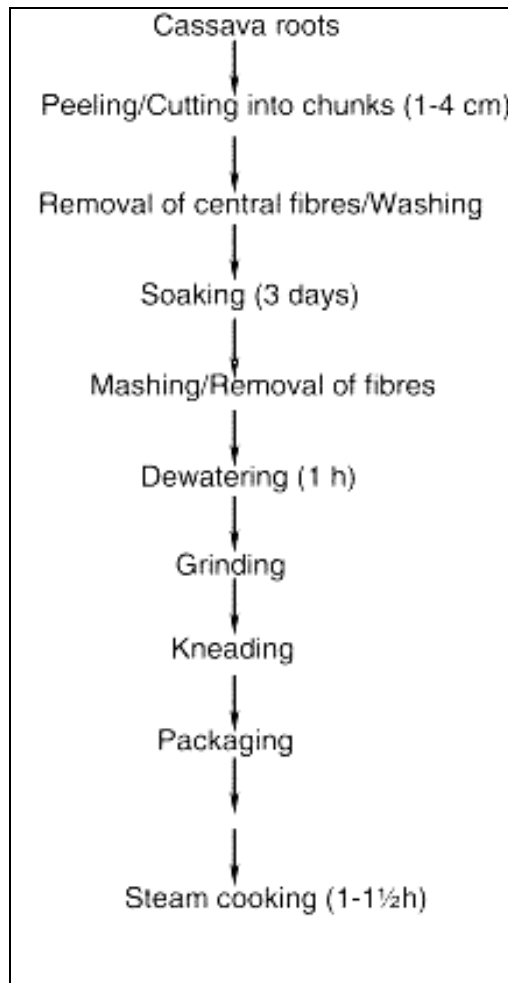 Cassava roots
Peeling/Cutting into chunks (1-4 cm)
Removal of central fibres/Washing
Soaking (3 days)
Mashing/Removal of fibres
Dewatering (1 h)
Grinding
Kneading
Packaging
Steam cooking (1-1½h)